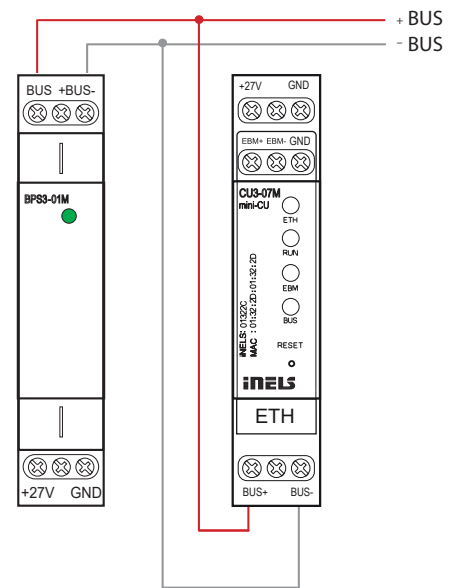 + BUS
- BUS
BUS +BUS-
BPS3-01M
+27V GND
+27V GND
EBM+ EBM- GND
CU3-07M
mini-CU
ETH
RUN
EBM
BUS
iNELS: 01322C
MAC : 01:32:2D:01:32:2D
RESET
iNELS
ETH
BUS+ BUS-